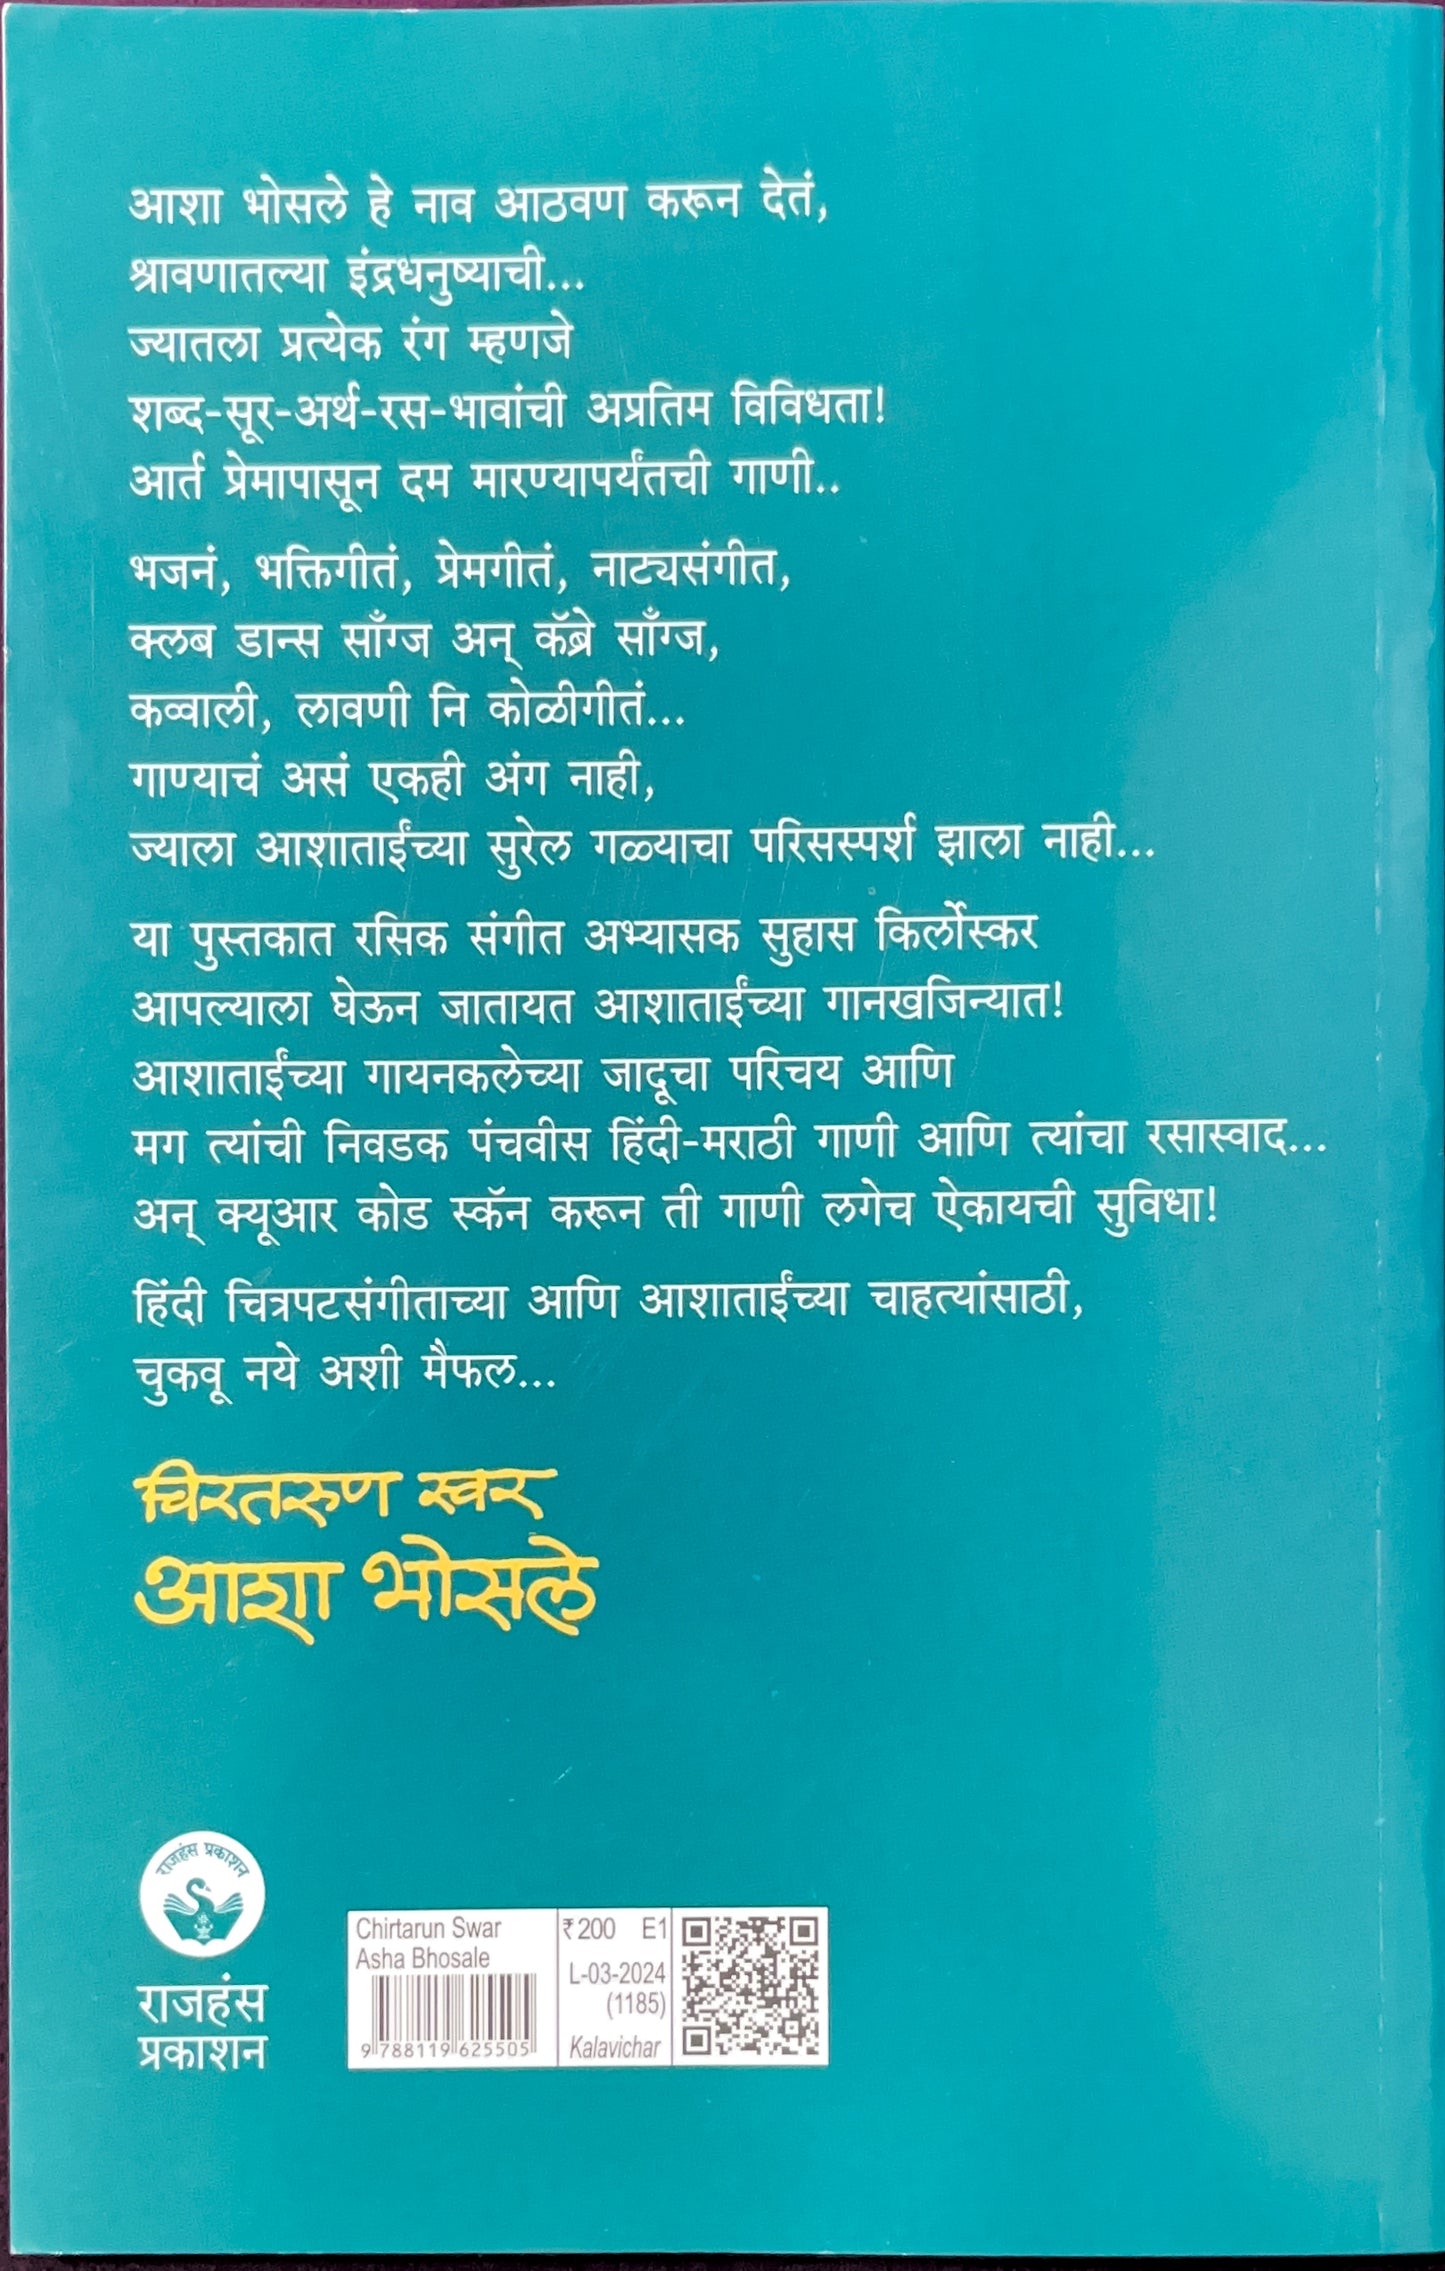 आशा भोसले हे नाव आठवण करून देतं,
श्रावणातल्या इंद्रधनुष्याची...
ज्यातला प्रत्येक रंग म्हणजे
शब्द-सूर-अर्थ-रस-भावांची अप्रतिम विविधता!
आर्त प्रेमापासून दम मारण्यापर्यंतची गाणी..
भजनं, भक्तिगीतं, प्रेमगीतं, नाट्यसंगीत,
क्लब डान्स साँग्ज अन् कॅब्रे साँग्ज,
कव्वाली, लावणी नि कोळीगीतं...
गाण्याचं असं एकही अंग नाही,
ज्याला आशाताईंच्या सुरेल गळ्याचा परिसस्पर्श झाला नाही...
या पुस्तकात रसिक संगीत अभ्यासक सुहास किर्लोस्कर
आपल्याला घेऊन जातायत आशाताईंच्या गानखजिन्यात!
आशाताईंच्या गायनकलेच्या जादूचा परिचय आणि
मग त्यांची निवडक पंचवीस हिंदी-मराठी गाणी आणि त्यांचा रसास्वाद...
अन् क्यूआर कोड स्कॅन करून ती गाणी लगेच ऐकायची सुविधा!
हिंदी चित्रपटसंगीताच्या आणि आशाताईंच्या चाहत्यांसाठी,
चुकवू नये अशी मैफल...
चिरतरुण स्वर
आशा भोसले
राजहंस प्रकाशन
राजहंस
प्रकाशन
Chirtarun Swar
Asha Bhosale
9 788119 625505
₹200 E1
L-03-2024
(1185)
Kalavichar